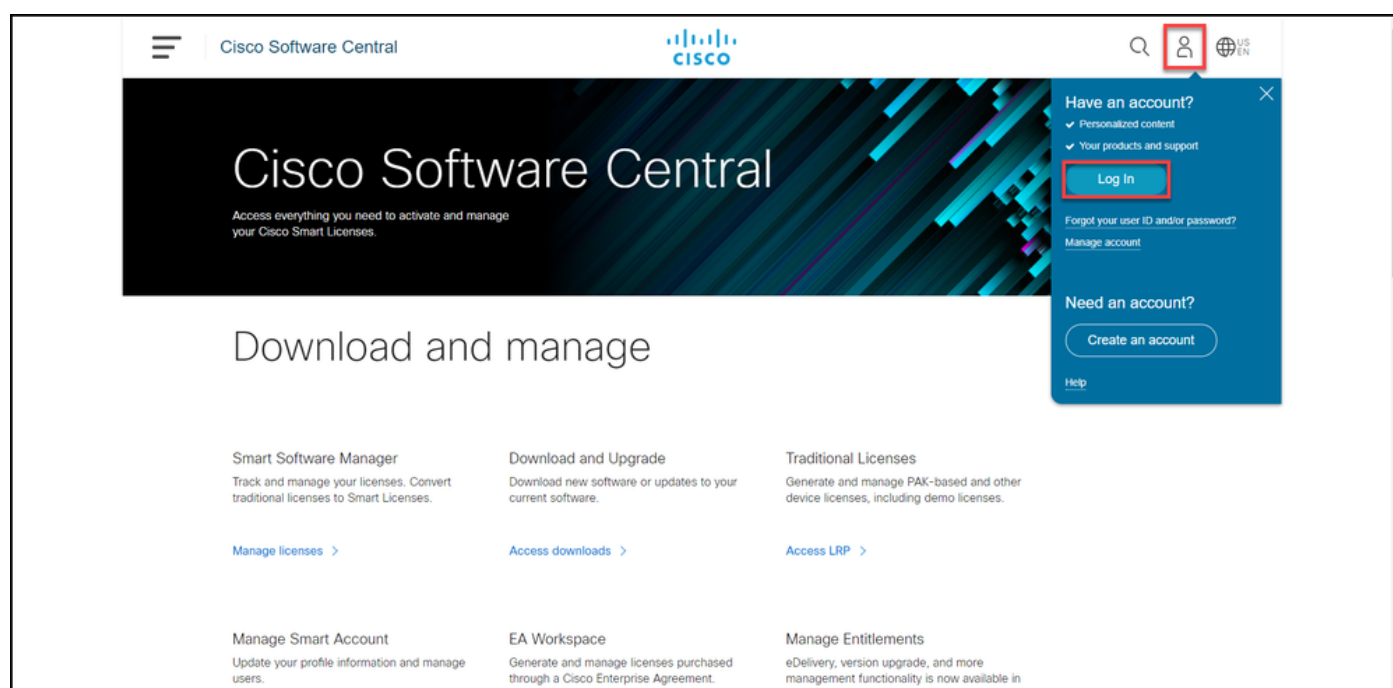 Cisco Software Central
CISCO
US
EN
Have an account?
Personalized content
Your products and support
Log In
Forgot your user ID and/or password?
Manage account
Need an account?
Create an account
Help
Cisco Software Central
Access everything you need to activate and manage
your Cisco Smart Licenses.
Download and manage
Smart Software Manager
Track and manage your licenses. Convert
traditional licenses to Smart Licenses.
Manage licenses >
Download and Upgrade
Download new software or updates to your
current software.
Access downloads >
Traditional Licenses
Generate and manage PAK-based and other
device licenses, including demo licenses.
Access LRP >
Manage Smart Account
Update your profile information and manage
users.
EA Workspace
Generate and manage licenses purchased
through a Cisco Enterprise Agreement.
Manage Entitlements
eDelivery, version upgrade, and more
management functionality is now available in